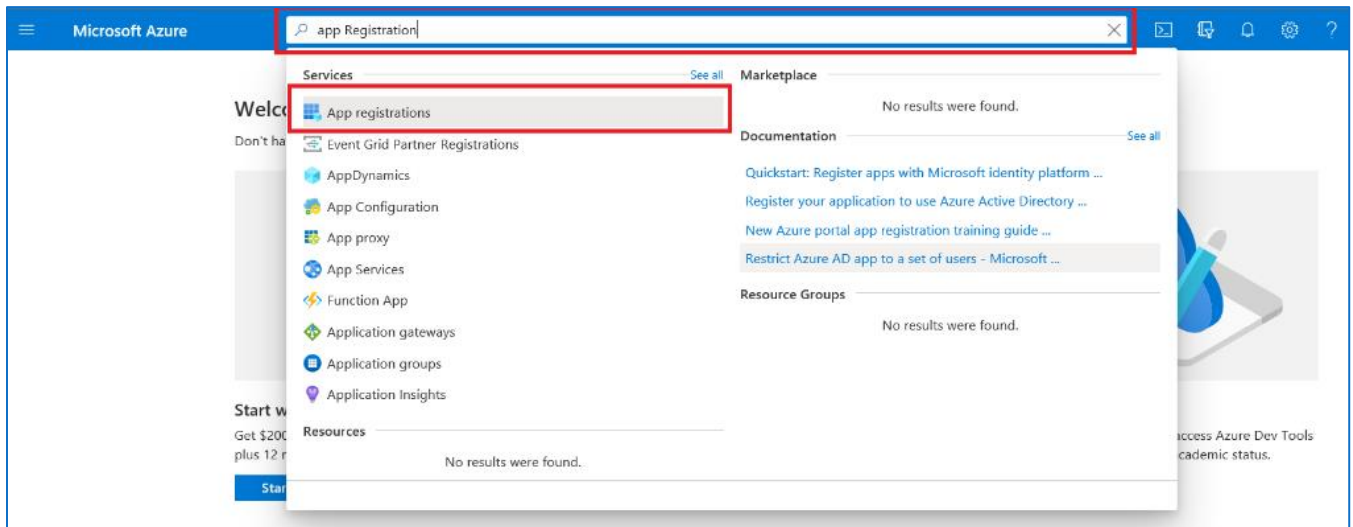 Microsoft Azure
app Registration
Services
See all
App registrations
Event Grid Partner Registrations
AppDynamics
App Configuration
App proxy
App Services
Function App
Application gateways
Application groups
Application Insights
Resources
No results were found.
Marketplace
No results were found.
Documentation
See all
Quickstart: Register apps with Microsoft identity platform ...
Register your application to use Azure Active Directory ...
New Azure portal app registration training guide ...
Restrict Azure AD app to a set of users - Microsoft ...
Resource Groups
No results were found.
Welc
Don't ha
Start w
Get $200
plus 12
Star
access Azure Dev Tools
cademic status.